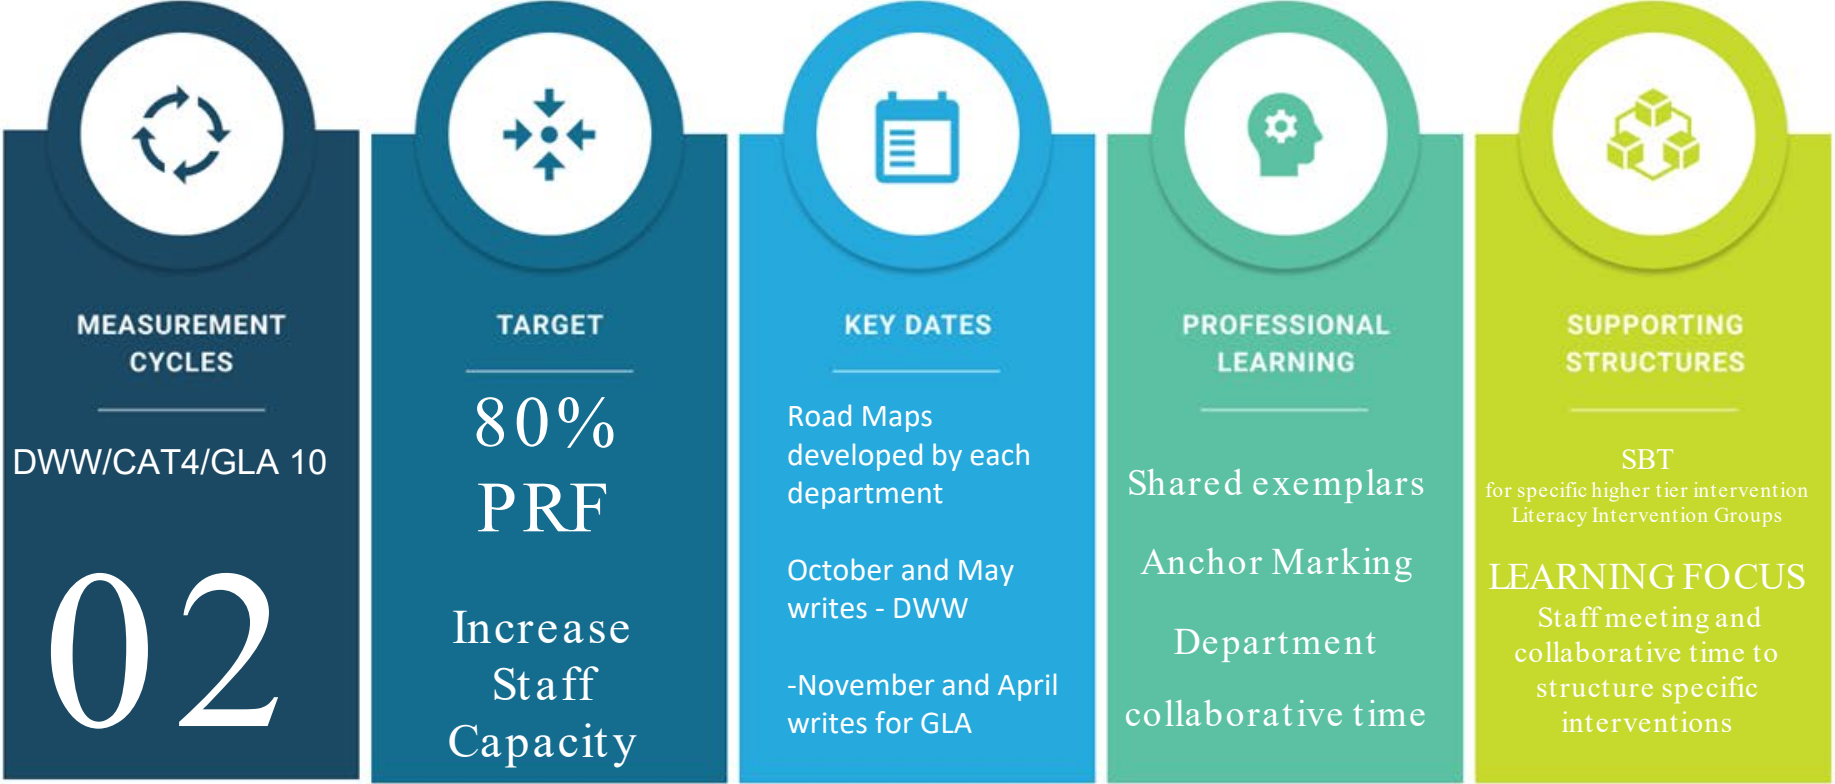 MEASUREMENT
CYCLES
DWW/CAT4/GLA 10
02
TARGET
80%
PRF
Increase
Staff
Capacity
KEY DATES
Road Maps
developed by each
department
October and May
writes - DWW
-November and April
writes for GLA
PROFESSIONAL
LEARNING
Shared exemplars
Anchor Marking
Department
collaborative time
SUPPORTING
STRUCTURES
SBT
for specific higher tier intervention
Literacy Intervention Groups
LEARNING FOCUS
Staff meeting and
collaborative time to
structure specific
interventions